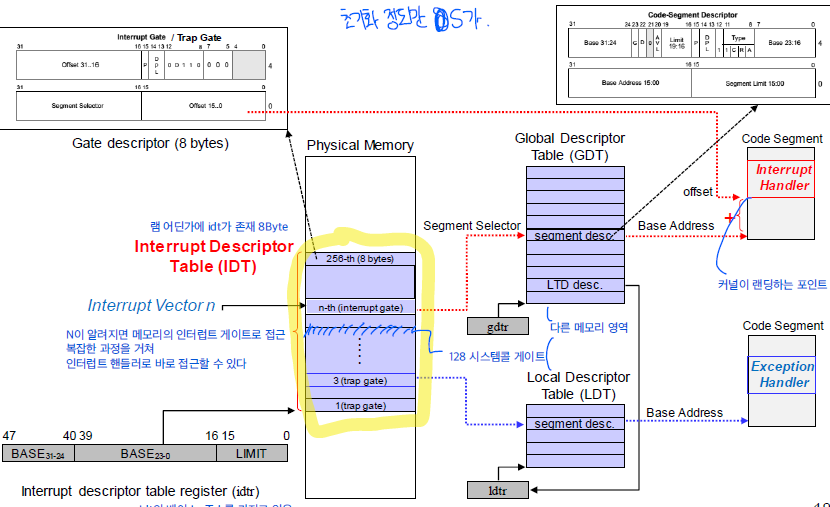 초기화 정도만 OS가.
Interrupt Gate / Trap Gate
31 16 15 14 13 12 8 7 5 4 0
Offset 31..16 P DPL 0 D 1 1 0 0 0 0 4
31 16 15 0
Segment Selector Offset 15..0 0
Gate descriptor (8 bytes)
Code-Segment Descriptor
31 24 23 22 21 20 19 16 15 14 13 12 11 8 7 0
Base 31:24 G D 0 AVL Limit 19:16 P DPL Type 1 1 C R A Base 23:16 4
31 16 15 0
Base Address 15:00 Segment Limit 15:00
Physical Memory
Global Descriptor
Table (GDT)
Code Segment
Interrupt
Handler
offset
+
램 어딘가에 idt가 존재 8Byte
Interrupt Descriptor
Table (IDT)
Segment Selector
segment desc.
Base Address
256-th (8 bytes)
LTD desc.
커널이 랜딩하는 포인트
Interrupt Vector n
n-th (interrupt gate)
gdtr
다른 메모리 영역
N이 알려지면 메모리의 인터럽트 게이트로 접근
복잡한 과정을 거쳐
인터럽트 핸들러로 바로 접근할 수 있다
128 시스템콜 게이트
Code Segment
Exception
Handler
3 (trap gate)
1(trap gate)
Local Descriptor
Table (LDT)
segment desc.
Base Address
47 40 39 16 15 0
BASE31-24 BASE23-0 LIMIT
ldtr
Interrupt descriptor table register (idtr)